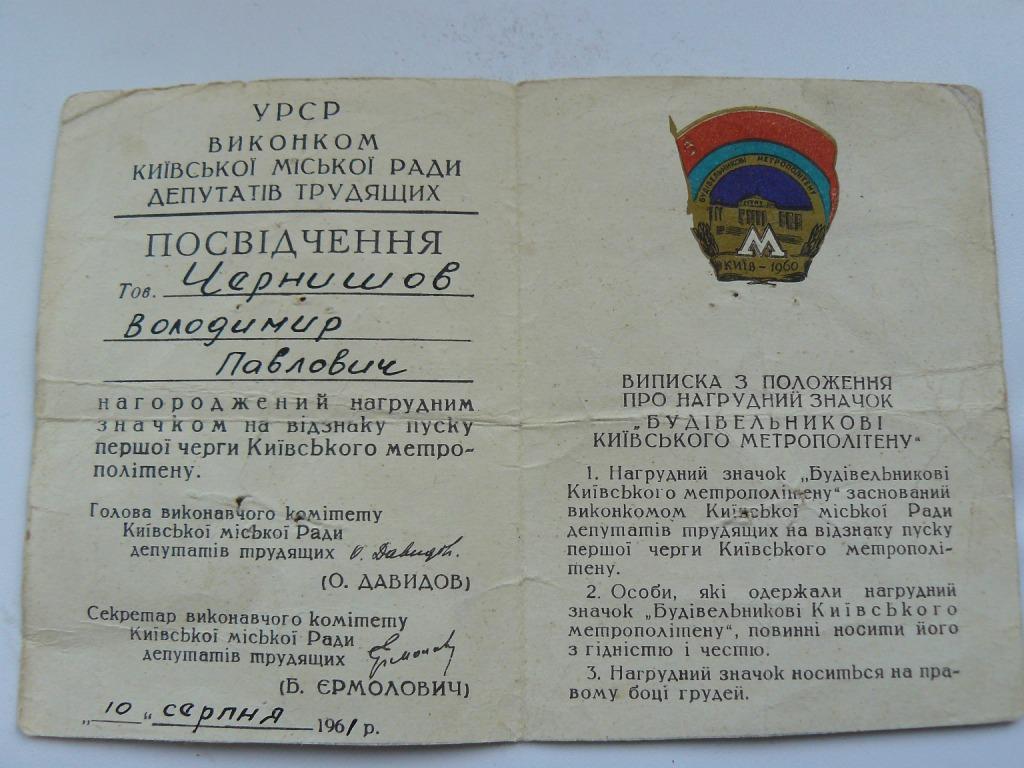 УРСР
ВИКОНКОМ
КИЇВСЬКОЇ МІСЬКОЇ РАДИ
ДЕПУТАТІВ ТРУДЯЩИХ
ПОСВІДЧЕННЯ
Тов. Чернишов
Володимир
Павлович
нагороджений нагрудним
значком на відзнаку пуску
першої черги Київського метро-
політену.
Голова виконавчого комітету
Київської міської Ради
депутатів трудящих О. Давидов.
(О. ДАВИДОВ)
Секретар виконавчого комітету
Київської міської Ради
депутатів трудящих
(Б. ЄРМОЛОВИЧ)
„10" серпня 1961 р.
БУДІВЕЛЬНИКОВІ МЕТРОПОЛІТЕНУ
М
КИЇВ - 1960
ВИПИСКА З ПОЛОЖЕННЯ
ПРО НАГРУДНИЙ ЗНАЧОК
„БУДІВЕЛЬНИКОВІ
КИЇВСЬКОГО МЕТРОПОЛІТЕНУ"
1. Нагрудний значок „Будівельникові
Київського метрополітену" заснований
виконкомом Київської міської Ради
депутатів трудящих на відзнаку пуску
першої черги Київського метрополі-
тену.
2. Особи, які одержали нагрудний
значок „Будівельникові Київського
метрополітену", повинні носити його
з гідністю і честю.
3. Нагрудний значок носиться на пра-
вому боці грудей.